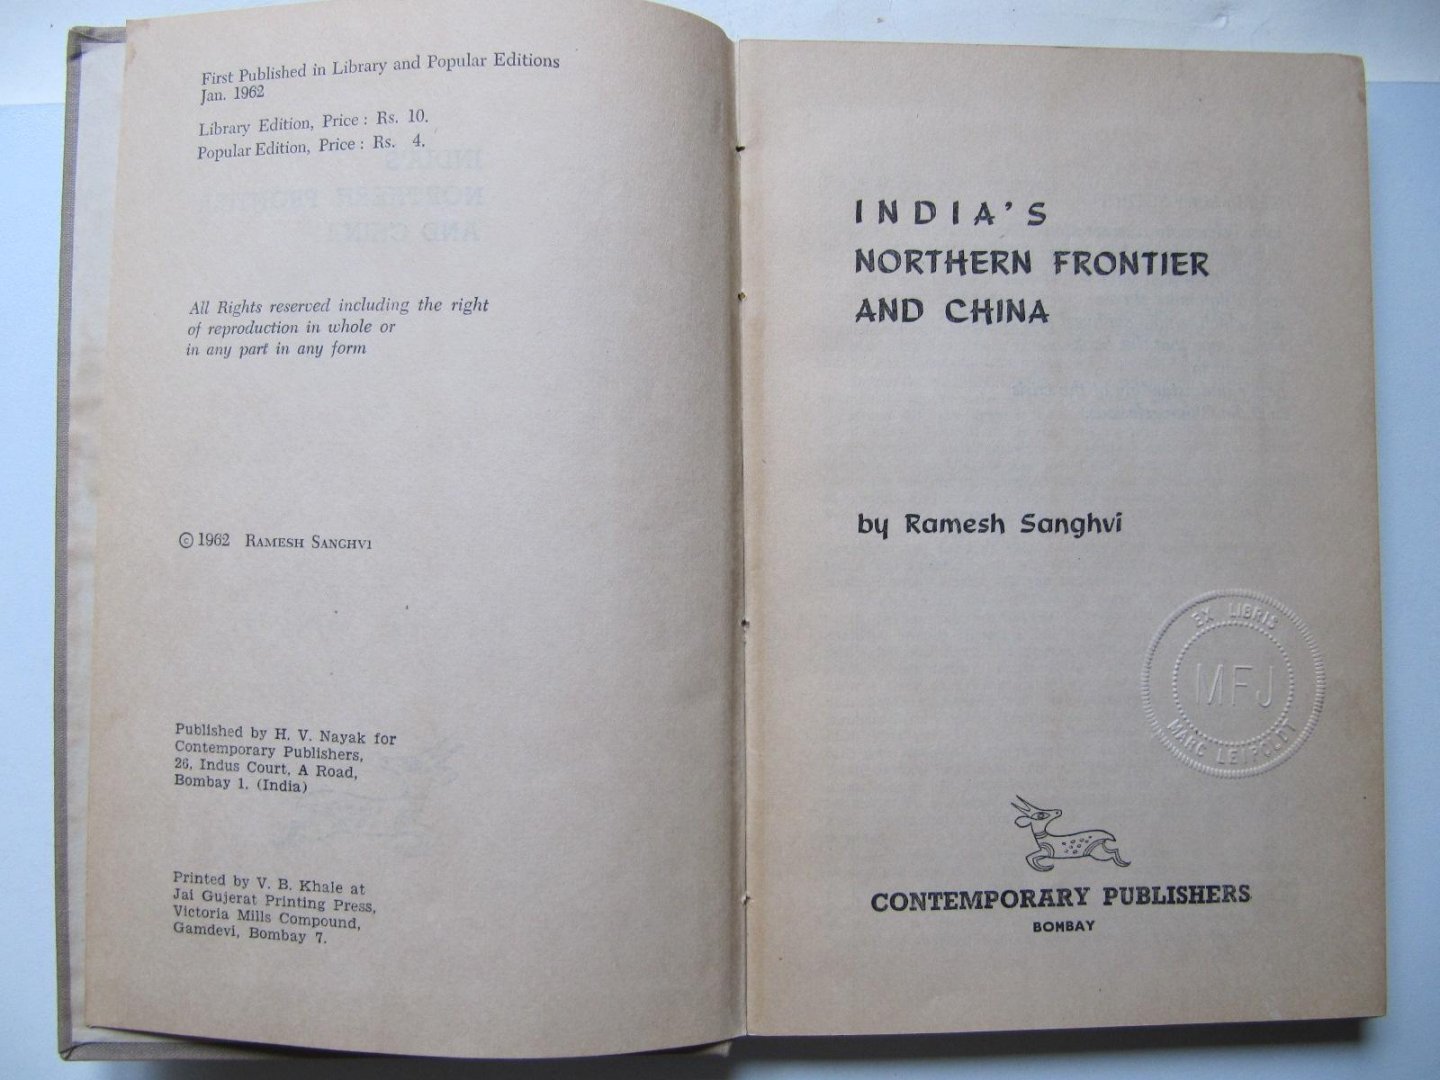 First Published in Library and Popular Editions
Jan. 1962
Library Edition, Price : Rs. 10.
Popular Edition, Price : Rs. 4.
All Rights reserved including the right
of reproduction in whole or
in any part in any form
© 1962 RAMESH SANGHVI
Published by H. V. Nayak for
Contemporary Publishers,
26, Indus Court, A Road,
Bombay 1. (India)
Printed by V. B. Khale at
Jai Gujerat Printing Press,
Victoria Mills Compound,
Gamdevi, Bombay 7.
INDIA'S
NORTHERN FRONTIER
AND CHINA
by Ramesh Sanghvi
EX LIBRIS
MFJ
MARC LEIPOLDT
CONTEMPORARY PUBLISHERS
BOMBAY